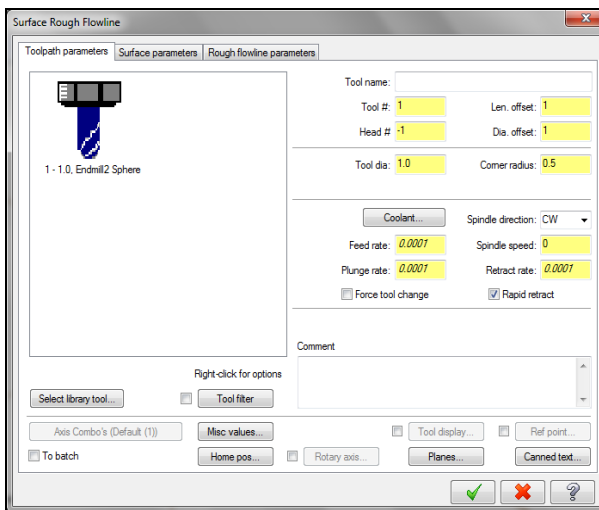 Surface Rough Flowline
Toolpath parameters Surface parameters Rough flowline parameters
1 - 1.0, Endmill2 Sphere
Tool name:
Tool #: 1 Len. offset: 1
Head # -1 Dia. offset: 1
Tool dia: 1.0 Corner radius: 0.5
Coolant... Spindle direction: CW
Feed rate: 0.0001 Spindle speed: 0
Plunge rate: 0.0001 Retract rate: 0.0001
Force tool change Rapid retract
Comment
Right-click for options
Select library tool... Tool filter
Axis Combo's (Default (1)) Misc values... Tool display... Ref point...
To batch Home pos... Rotary axis... Planes... Canned text...